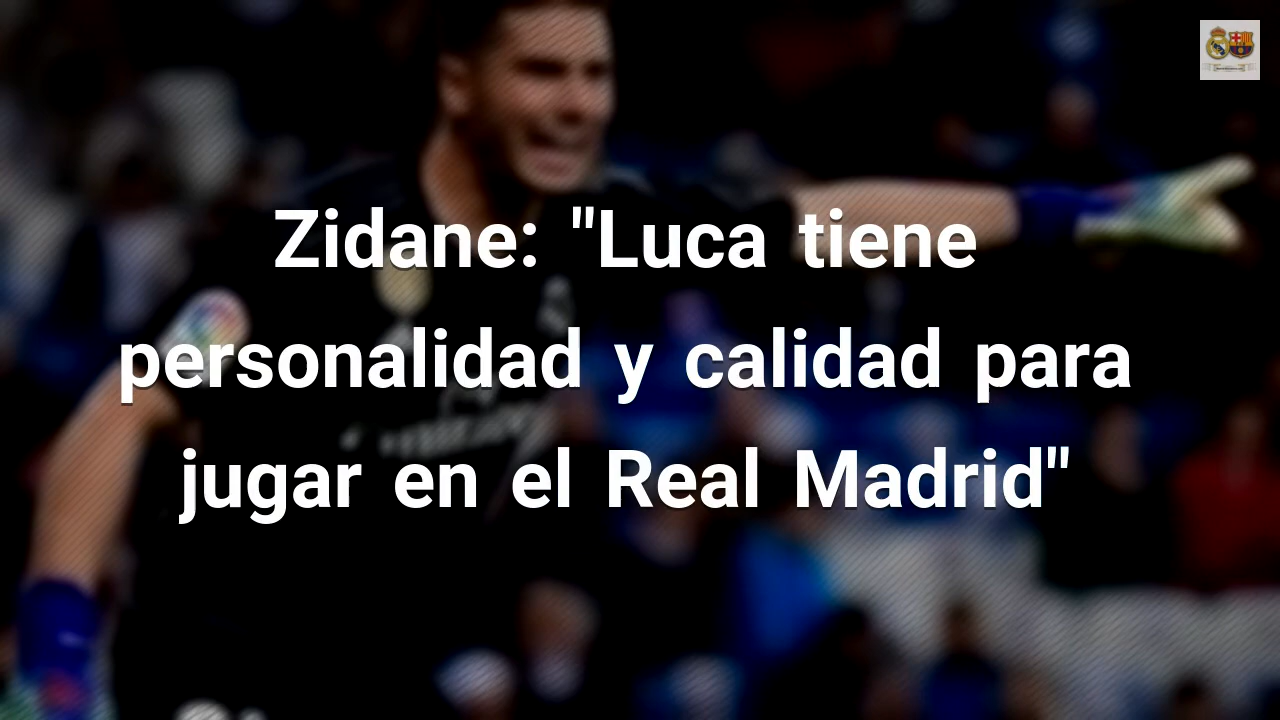 Zidane: "Luca tiene
personalidad y calidad para
jugar en el Real Madrid"